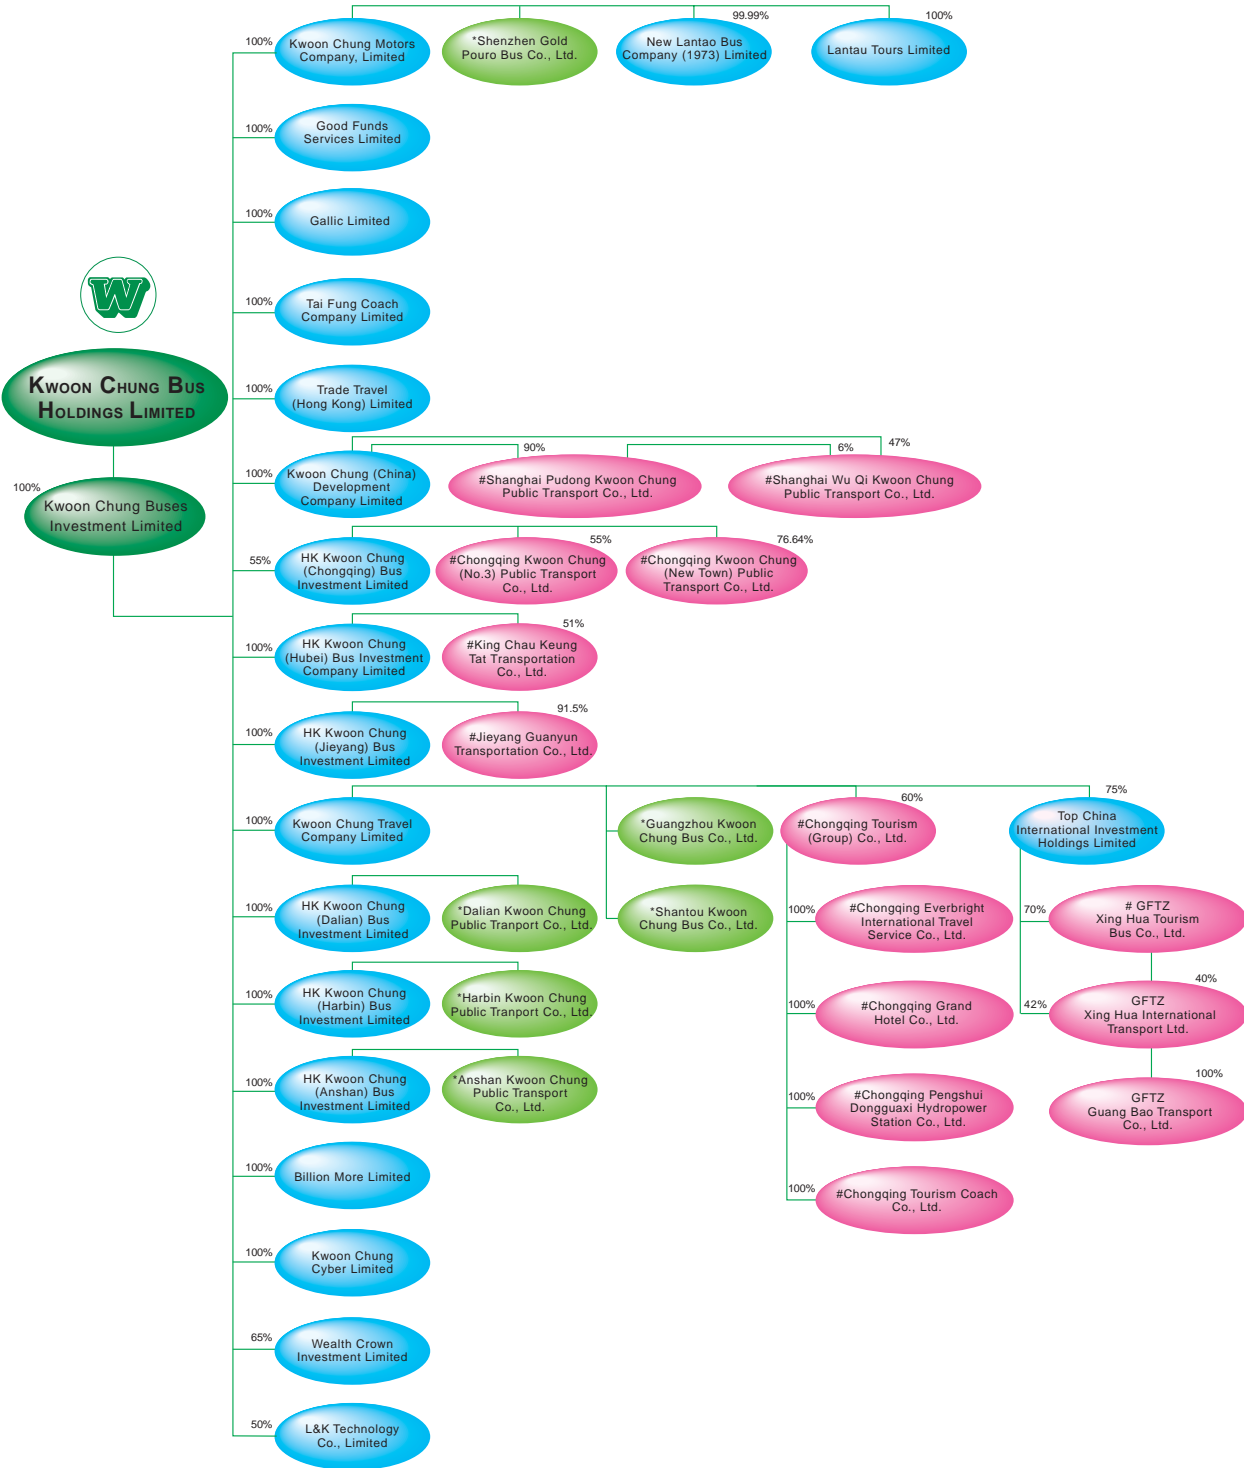 99.99%
100%
100%
Kwoon Chung Motors
Company, Limited
*Shenzhen Gold
Pouro Bus Co., Ltd.
New Lantao Bus
Company (1973) Limited
Lantau Tours Limited
100%
Good Funds
Services Limited
100%
Gallic Limited
W
100%
Tai Fung Coach
Company Limited
KWOON CHUNG BUS
HOLDINGS LIMITED
100%
Trade Travel
(Hong Kong) Limited
100%
Kwoon Chung Buses
Investment Limited
100%
Kwoon Chung (China)
Development
Company Limited
90%
#Shanghai Pudong Kwoon Chung
Public Transport Co., Ltd.
6%
47%
#Shanghai Wu Qi Kwoon Chung
Public Transport Co., Ltd.
55%
HK Kwoon Chung
(Chongqing) Bus
Investment Limited
55%
#Chongqing Kwoon Chung
(No.3) Public Transport
Co., Ltd.
76.64%
#Chongqing Kwoon Chung
(New Town) Public
Transport Co., Ltd.
100%
HK Kwoon Chung
(Hubei) Bus Investment
Company Limited
51%
#King Chau Keung
Tat Transportation
Co., Ltd.
100%
HK Kwoon Chung
(Jieyang) Bus
Investment Limited
91.5%
#Jieyang Guanyun
Transportation Co., Ltd.
100%
Kwoon Chung Travel
Company Limited
*Guangzhou Kwoon
Chung Bus Co., Ltd.
60%
#Chongqing Tourism
(Group) Co., Ltd.
75%
Top China
International Investment
Holdings Limited
100%
HK Kwoon Chung
(Dalian) Bus
Investment Limited
*Dalian Kwoon Chung
Public Tranport Co., Ltd.
*Shantou Kwoon
Chung Bus Co., Ltd.
100%
#Chongqing Everbright
International Travel
Service Co., Ltd.
70%
# GFTZ
Xing Hua Tourism
Bus Co., Ltd.
100%
HK Kwoon Chung
(Harbin) Bus
Investment Limited
*Harbin Kwoon Chung
Public Tranport Co., Ltd.
100%
#Chongqing Grand
Hotel Co., Ltd.
42%
40%
GFTZ
Xing Hua International
Transport Ltd.
100%
HK Kwoon Chung
(Anshan) Bus
Investment Limited
*Anshan Kwoon Chung
Public Transport
Co., Ltd.
100%
#Chongqing Pengshui
Dongguaxi Hydropower
Station Co., Ltd.
100%
GFTZ
Guang Bao Transport
Co., Ltd.
100%
Billion More Limited
100%
#Chongqing Tourism Coach
Co., Ltd.
100%
Kwoon Chung
Cyber Limited
65%
Wealth Crown
Investment Limited
50%
L&K Technology
Co., Limited